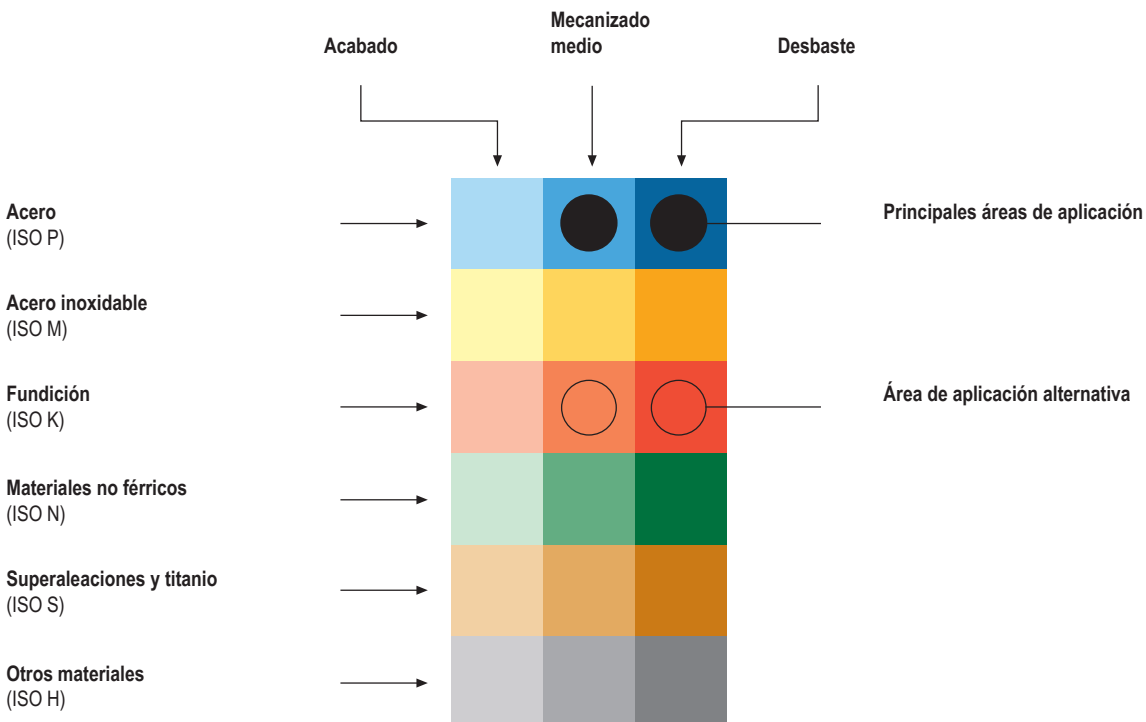 Acabado
Mecanizado
medio
Desbaste
Acero
(ISO P)
Principales áreas de aplicación
Acero inoxidable
(ISO M)
Fundición
(ISO K)
Área de aplicación alternativa
Materiales no férricos
(ISO N)
Superaleaciones y titanio
(ISO S)
Otros materiales
(ISO H)